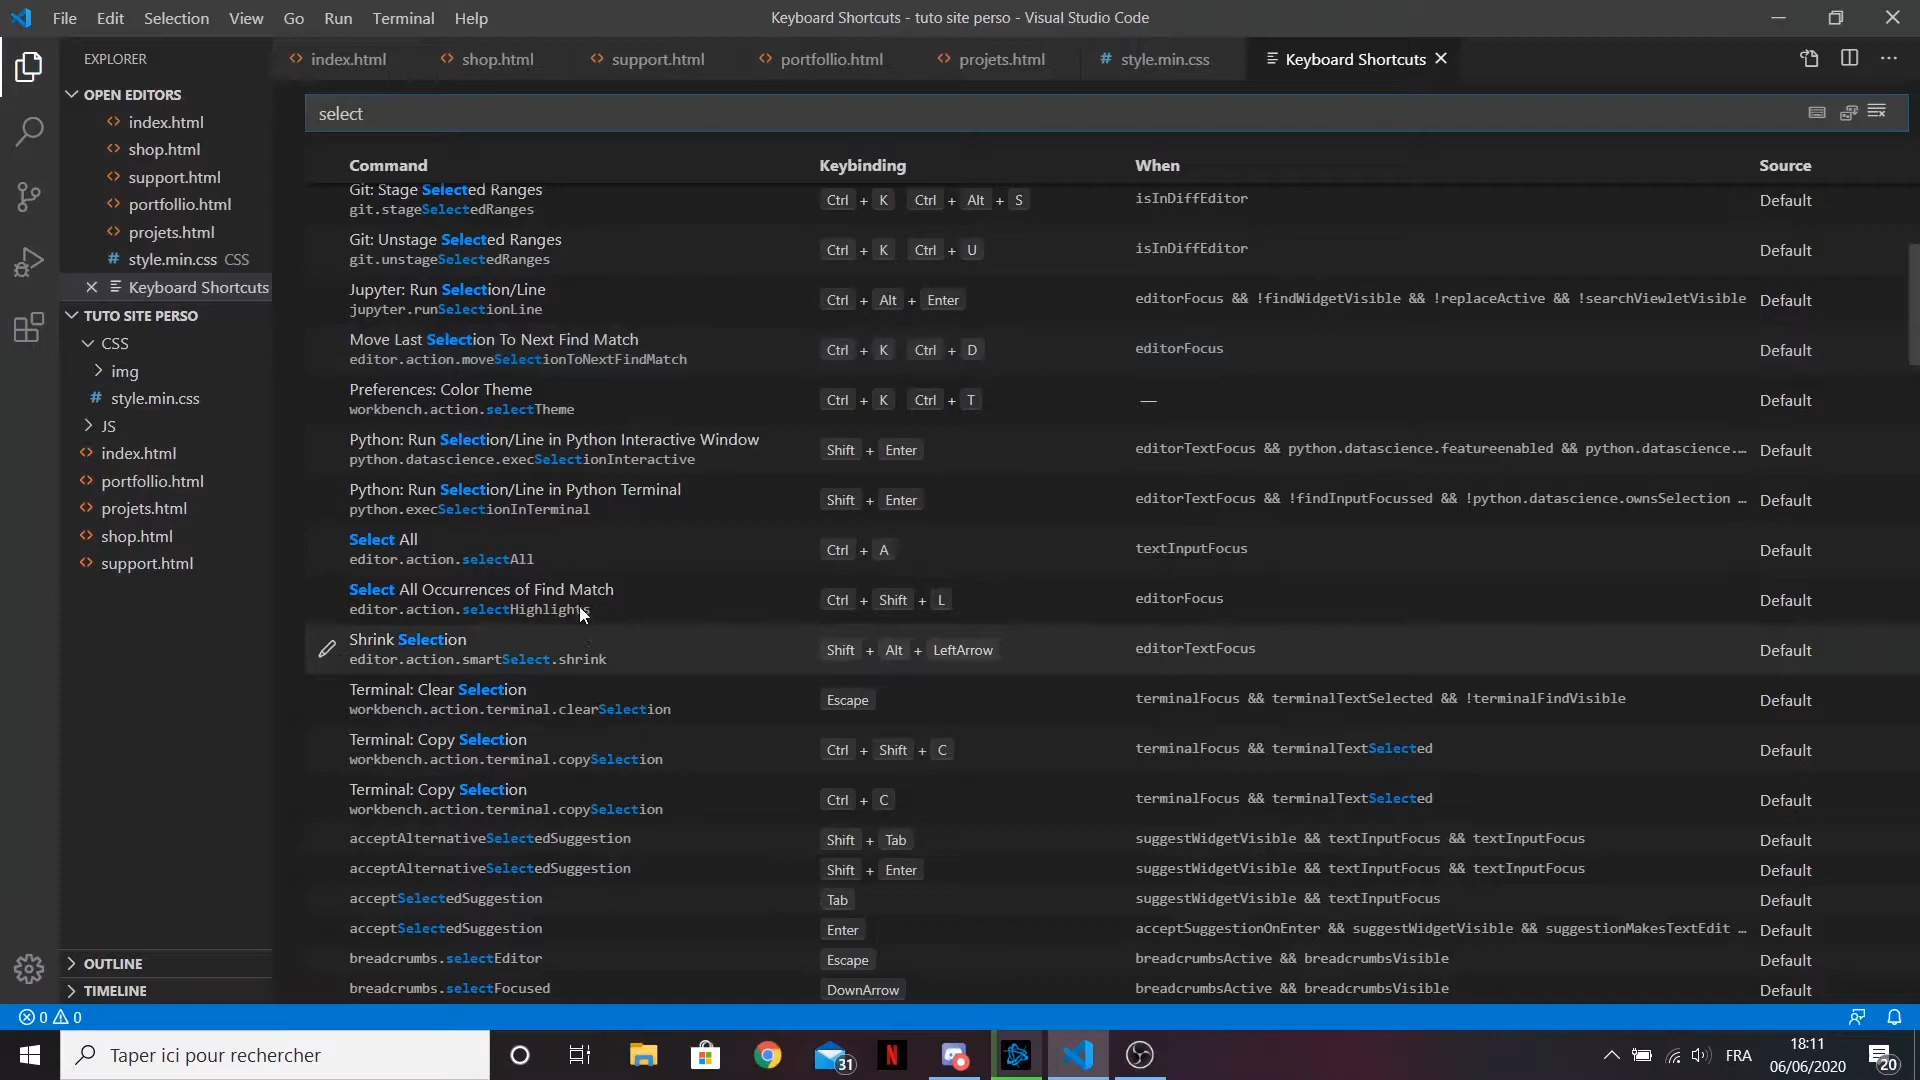 File Edit Selection View Go Run Terminal Help
Keyboard Shortcuts - tuto site perso - Visual Studio Code
EXPLORER
index.html shop.html support.html portfollio.html projets.html style.min.css Keyboard Shortcuts
OPEN EDITORS
index.html
shop.html
support.html
portfollio.html
projets.html
style.min.css CSS
Keyboard Shortcuts
TUTO SITE PERSO
CSS
img
style.min.css
JS
index.html
portfollio.html
projets.html
shop.html
support.html
OUTLINE
TIMELINE
select
Command Keybinding When Source
Git: Stage Selected Ranges
git.stageSelectedRanges
Ctrl + K Ctrl + Alt + S isInDiffEditor Default
Git: Unstage Selected Ranges
git.unstageSelectedRanges
Ctrl + K Ctrl + U isInDiffEditor Default
Jupyter: Run Selection/Line
jupyter.runSelectionLine
Ctrl + Alt + Enter editorFocus && !findWidgetVisible && !replaceActive && !searchViewletVisible Default
Move Last Selection To Next Find Match
editor.action.moveSelectionToNextFindMatch
Ctrl + K Ctrl + D editorFocus Default
Preferences: Color Theme
workbench.action.selectTheme
Ctrl + K Ctrl + T — Default
Python: Run Selection/Line in Python Interactive Window
python.datascience.execSelectionInteractive
Shift + Enter editorTextFocus && python.datascience.featureenabled && python.datascience.… Default
Python: Run Selection/Line in Python Terminal
python.execSelectionInTerminal
Shift + Enter editorTextFocus && !findInputFocussed && !python.datascience.ownsSelection … Default
Select All
editor.action.selectAll
Ctrl + A textInputFocus Default
Select All Occurrences of Find Match
editor.action.selectHighlights
Ctrl + Shift + L editorFocus Default
Shrink Selection
editor.action.smartSelect.shrink
Shift + Alt + LeftArrow editorTextFocus Default
Terminal: Clear Selection
workbench.action.terminal.clearSelection
Escape terminalFocus && terminalTextSelected && !terminalFindVisible Default
Terminal: Copy Selection
workbench.action.terminal.copySelection
Ctrl + Shift + C terminalFocus && terminalTextSelected Default
Terminal: Copy Selection
workbench.action.terminal.copySelection
Ctrl + C terminalFocus && terminalTextSelected Default
acceptAlternativeSelectedSuggestion Shift + Tab suggestWidgetVisible && textInputFocus && textInputFocus Default
acceptAlternativeSelectedSuggestion Shift + Enter suggestWidgetVisible && textInputFocus && textInputFocus Default
acceptSelectedSuggestion Tab suggestWidgetVisible && textInputFocus Default
acceptSelectedSuggestion Enter acceptSuggestionOnEnter && suggestWidgetVisible && suggestionMakesTextEdit … Default
breadcrumbs.selectEditor Escape breadcrumbsActive && breadcrumbsVisible Default
breadcrumbs.selectFocused DownArrow breadcrumbsActive && breadcrumbsVisible Default
0 0
Taper ici pour rechercher
31
N
FRA
18:11
06/06/2020
20